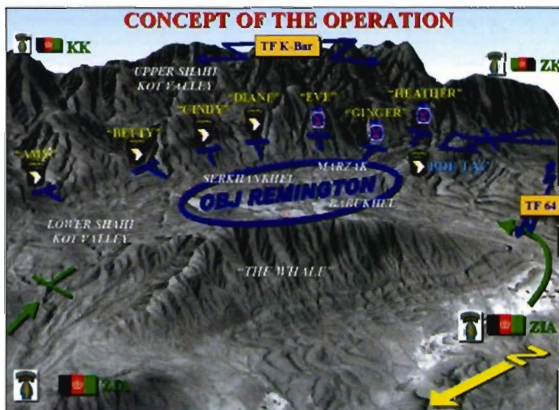 CONCEPT OF THE OPERATION
KK
TF K-Bar
ZK
UPPER SHAHI
KOT VALLEY
"DIANE"
"EVE"
"HEATHER"
"CINDY"
"GINGER"
"BETTY"
"AMY"
SERKHANKHEL
MARZAK
OBJ REMINGTON
BABUKHEL
TF 64
LOWER SHAHI
KOT VALLEY
"THE WHALE"
ZIA
N